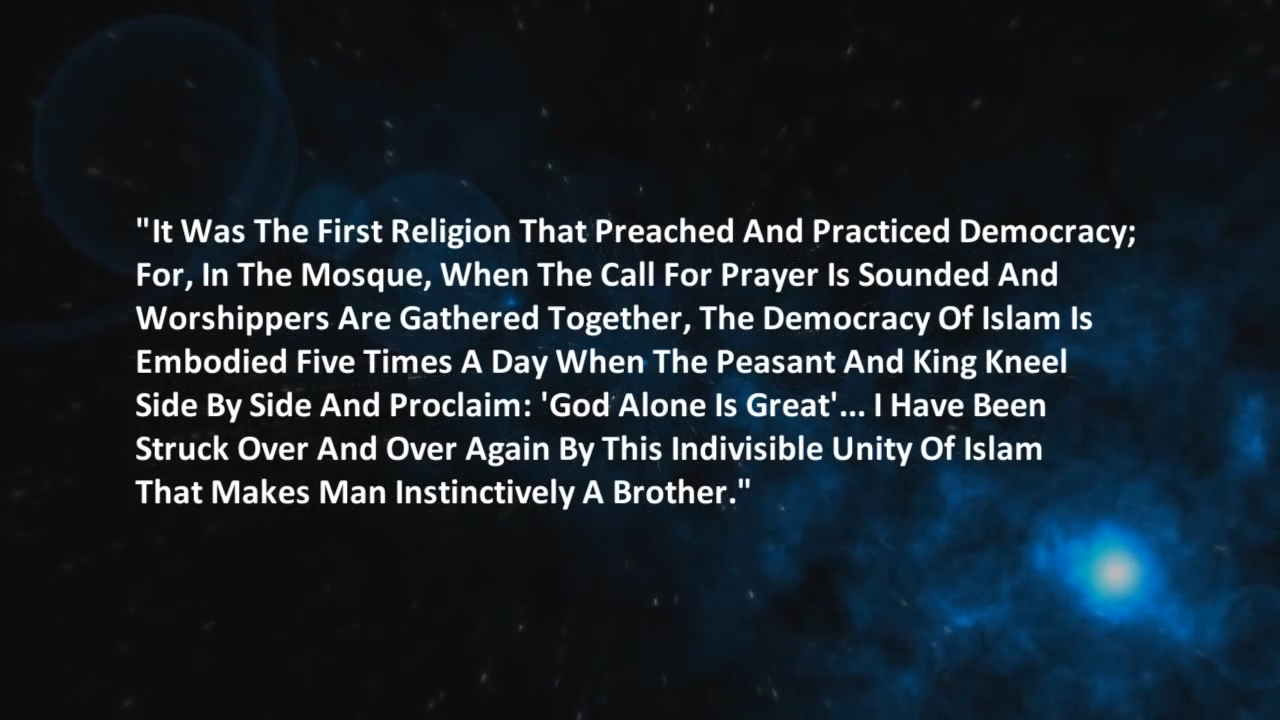 "It Was The First Religion That Preached And Practiced Democracy;
For, In The Mosque, When The Call For Prayer Is Sounded And
Worshippers Are Gathered Together, The Democracy Of Islam Is
Embodied Five Times A Day When The Peasant And King Kneel
Side By Side And Proclaim: 'God Alone Is Great'... I Have Been
Struck Over And Over Again By This Indivisible Unity Of Islam
That Makes Man Instinctively A Brother."